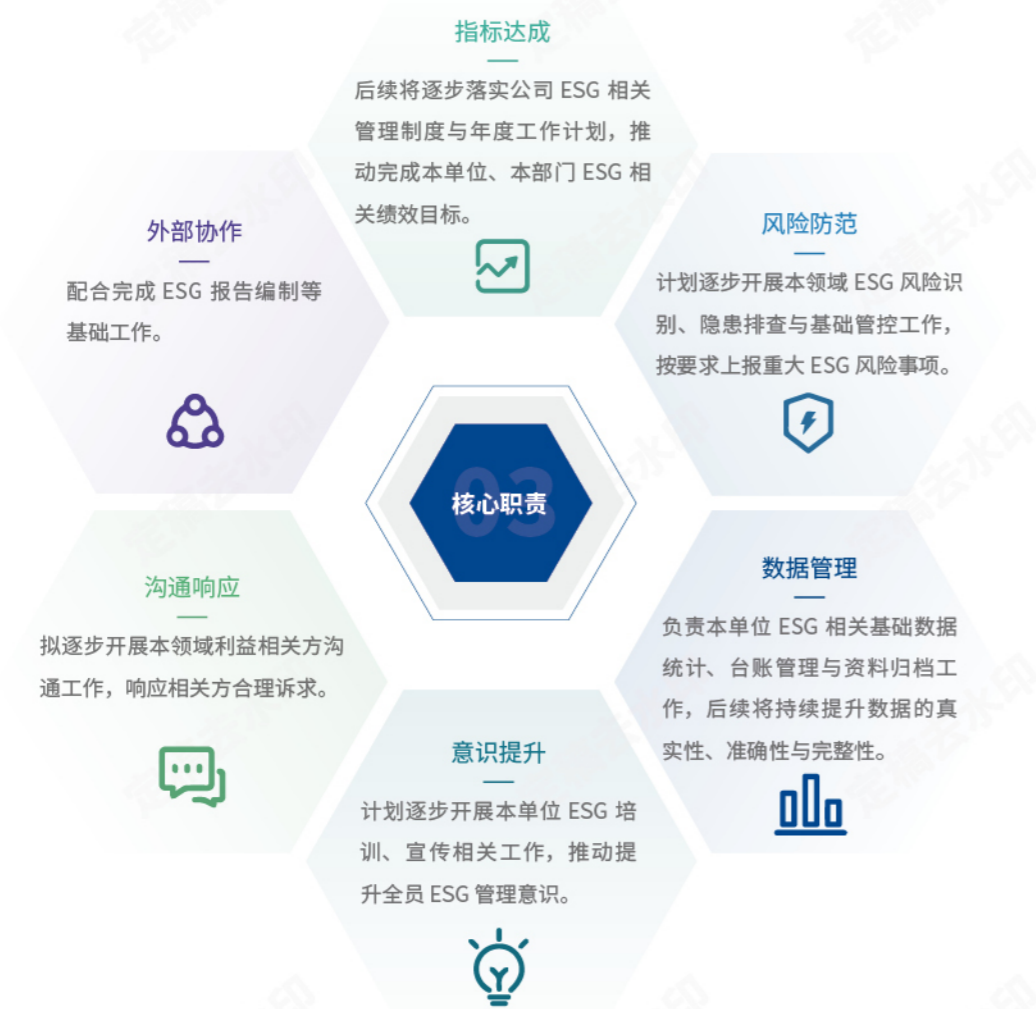 指标达成
后续将逐步落实公司 ESG 相关
管理制度与年度工作计划，推
动完成本单位、本部门 ESG 相
关绩效目标。
外部协作
配合完成 ESG 报告编制等
基础工作。
风险防范
计划逐步开展本领域 ESG 风险识
别、隐患排查与基础管控工作，
按要求上报重大 ESG 风险事项。
03
核心职责
沟通响应
拟逐步开展本领域利益相关方沟
通工作，响应相关方合理诉求。
数据管理
负责本单位 ESG 相关基础数据
统计、台账管理与资料归档工
作，后续将持续提升数据的真
实性、准确性与完整性。
意识提升
计划逐步开展本单位 ESG 培
训、宣传相关工作，推动提
升全员 ESG 管理意识。
定稿去水印